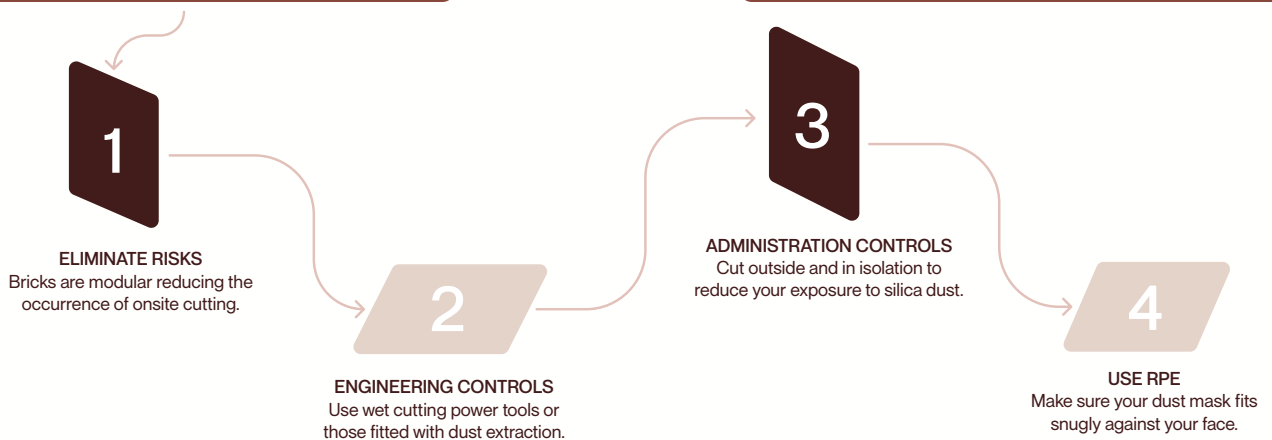 1
ELIMINATE RISKS
Bricks are modular reducing the
occurrence of onsite cutting.
2
ENGINEERING CONTROLS
Use wet cutting power tools or
those fitted with dust extraction.
3
ADMINISTRATION CONTROLS
Cut outside and in isolation to
reduce your exposure to silica dust.
4
USE RPE
Make sure your dust mask fits
snugly against your face.